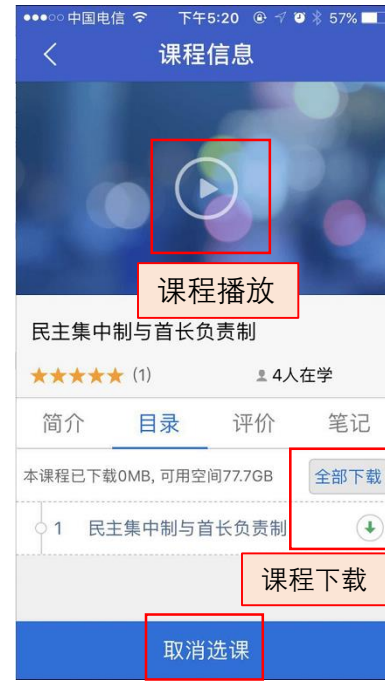 中国电信 下午5:20 57%
课程信息
课程播放
民主集中制与首长负责制
(1) 4人在学
简介 目录 评价 笔记
本课程已下载0MB, 可用空间77.7GB 全部下载
1 民主集中制与首长负责制
课程下载
取消选课